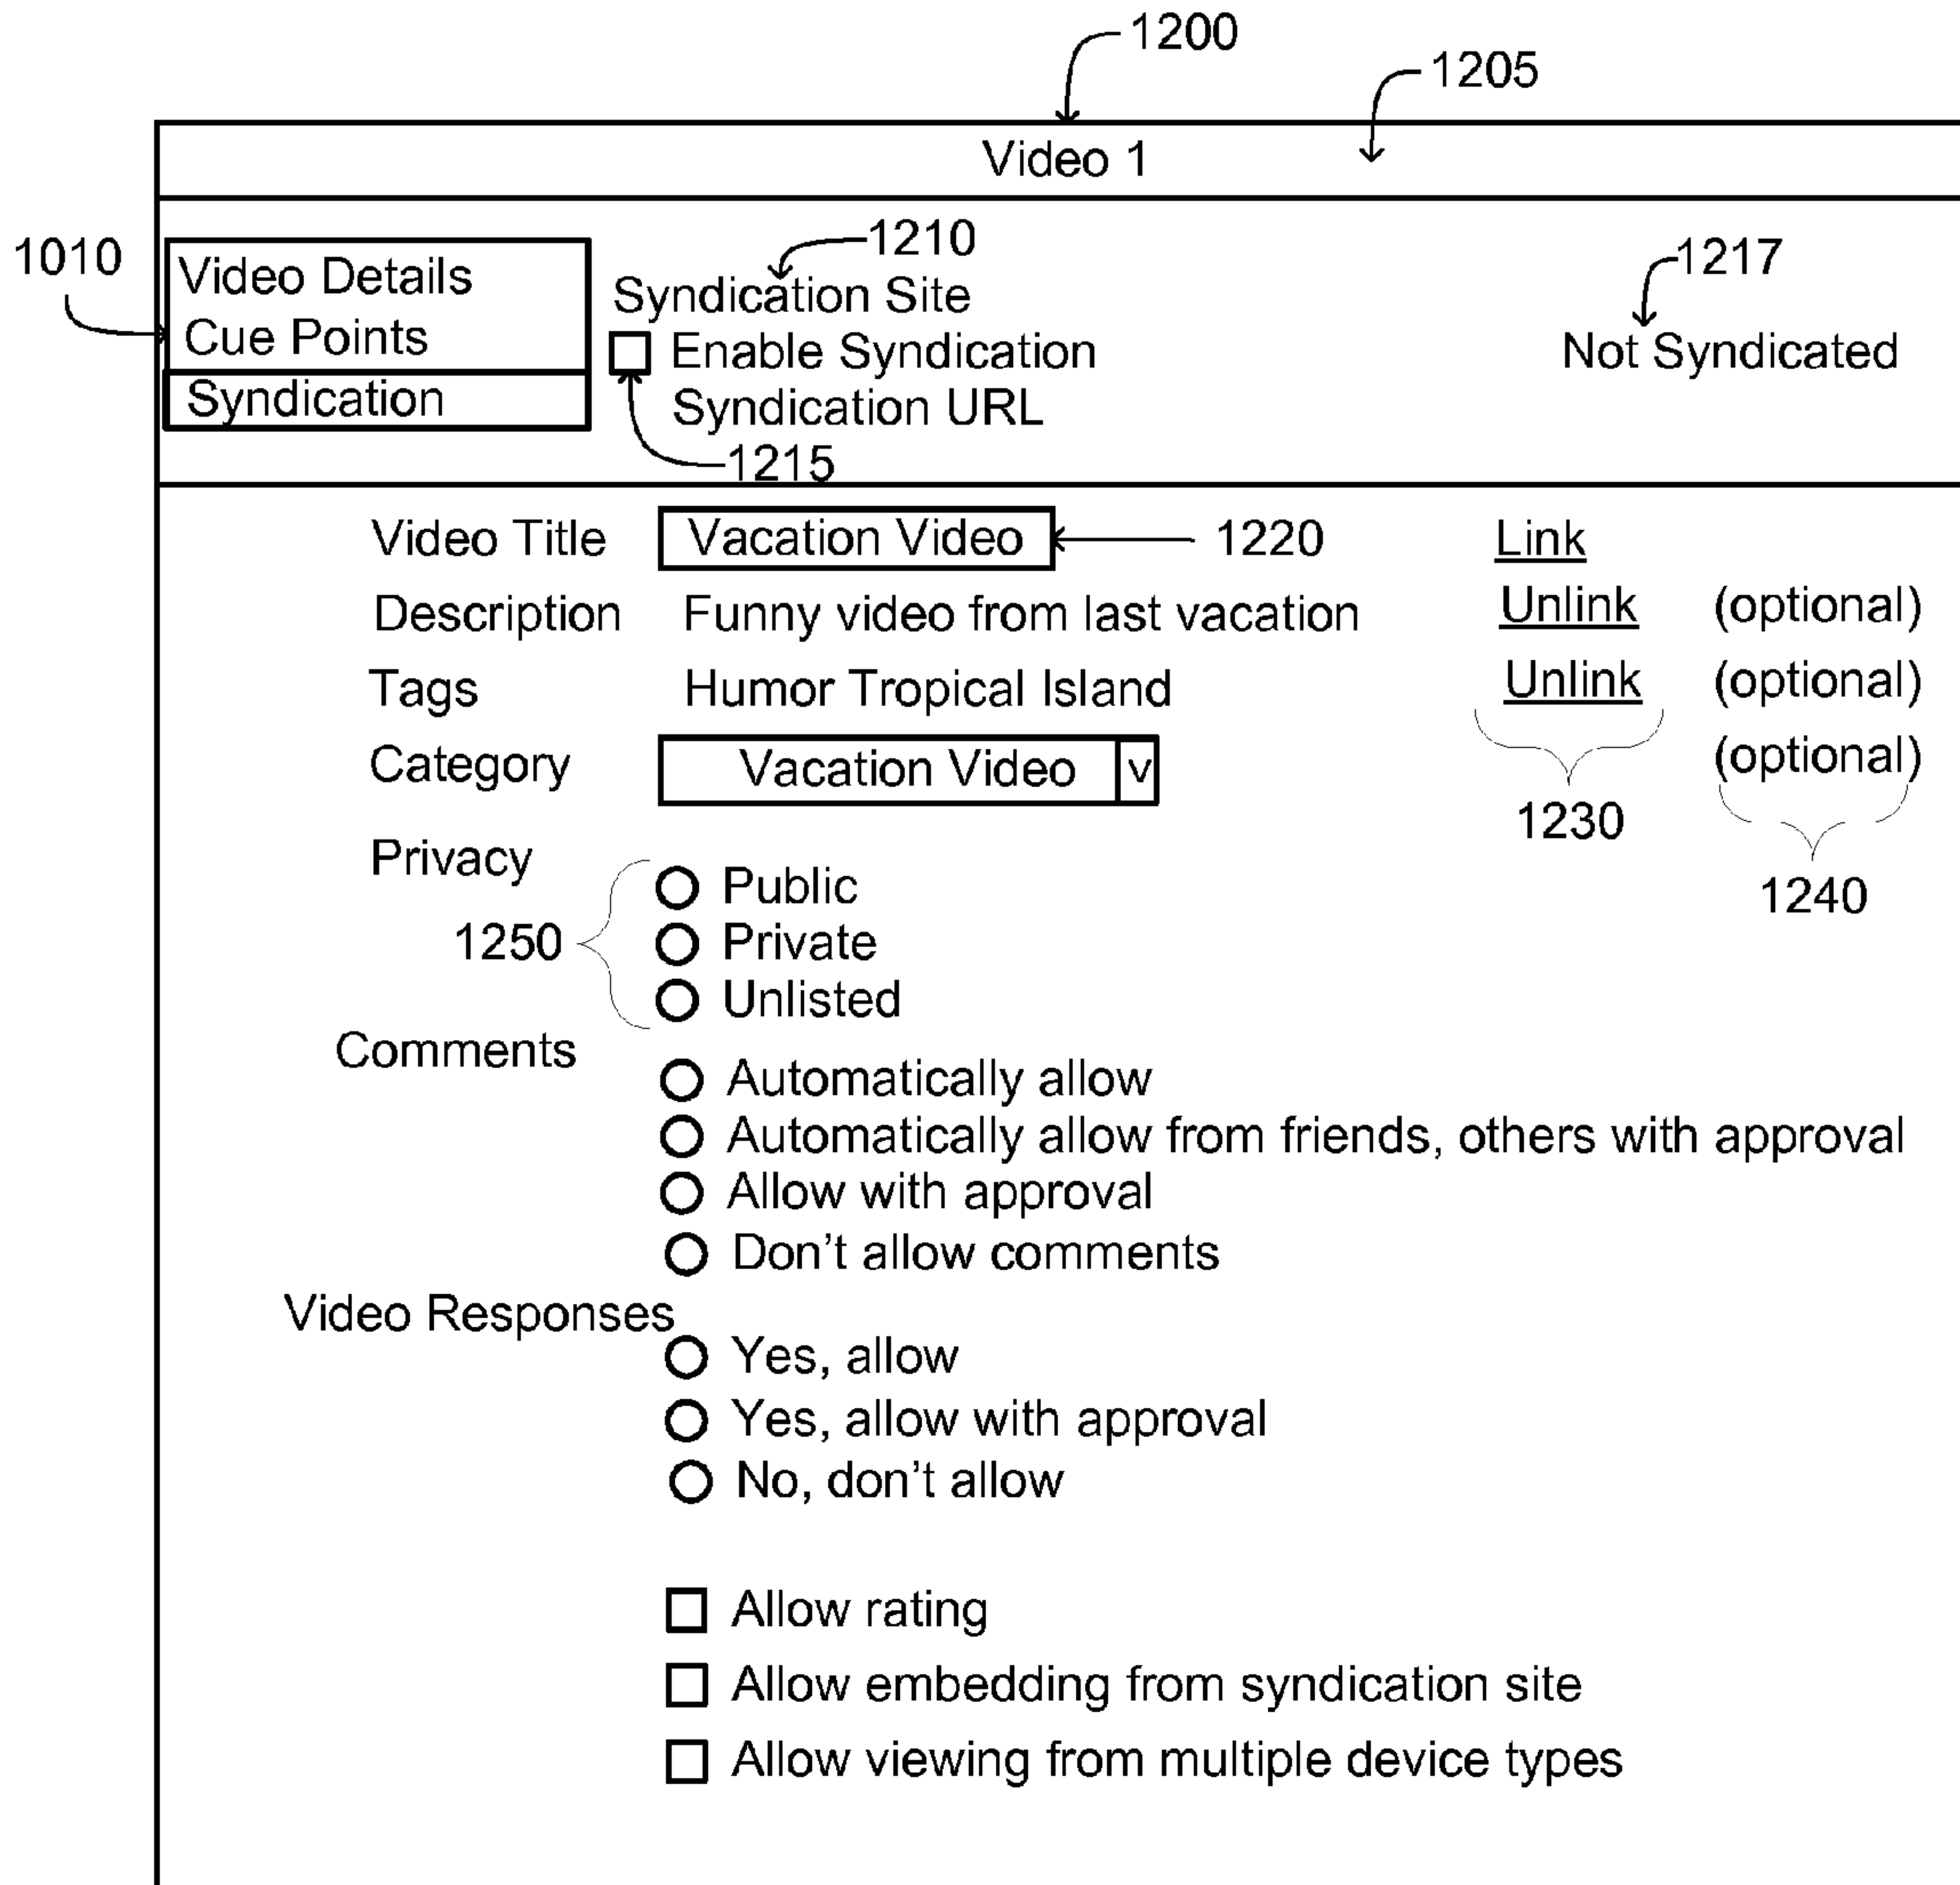 1200
1205
Video 1
1010
Video Details
Cue Points
Syndication
1210
Syndication Site
Enable Syndication
Syndication URL
1215
1217
Not Syndicated
Video Title Vacation Video 1220 Link
Description Funny video from last vacation Unlink (optional)
Tags Humor Tropical Island Unlink (optional)
Category Vacation Video v (optional)
1230
1240
Privacy
1250
Public
Private
Unlisted
Comments
Automatically allow
Automatically allow from friends, others with approval
Allow with approval
Don't allow comments
Video Responses
Yes, allow
Yes, allow with approval
No, don't allow
Allow rating
Allow embedding from syndication site
Allow viewing from multiple device types